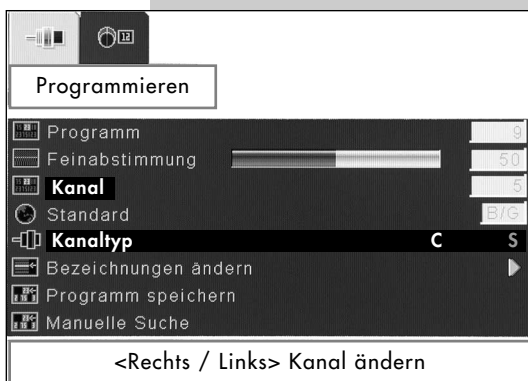 12
Programmieren
Programm 9
Feinabstimmung 50
Kanal 5
Standard B/G
Kanaltyp C S
Bezeichnungen ändern
Programm speichern
Manuelle Suche
<Rechts / Links> Kanal ändern